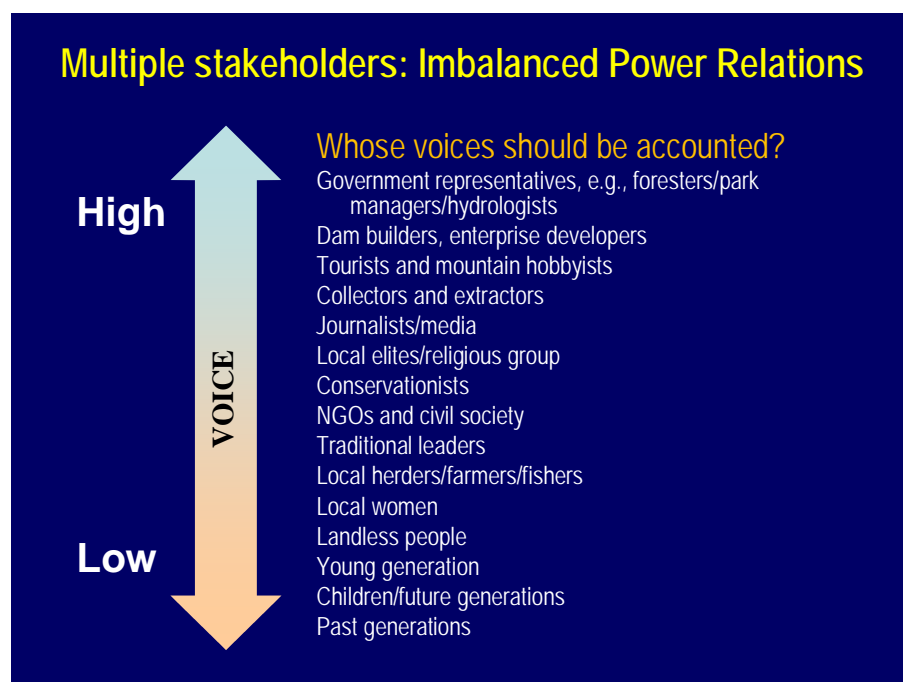 Multiple stakeholders: Imbalanced Power Relations
Whose voices should be accounted?
Government representatives, e.g., foresters/park
managers/hydrologists
Dam builders, enterprise developers
Tourists and mountain hobbyists
Collectors and extractors
Journalists/media
Local elites/religious group
Conservationists
NGOs and civil society
Traditional leaders
Local herders/farmers/fishers
Local women
Landless people
Young generation
Children/future generations
Past generations
High
VOICE
Low